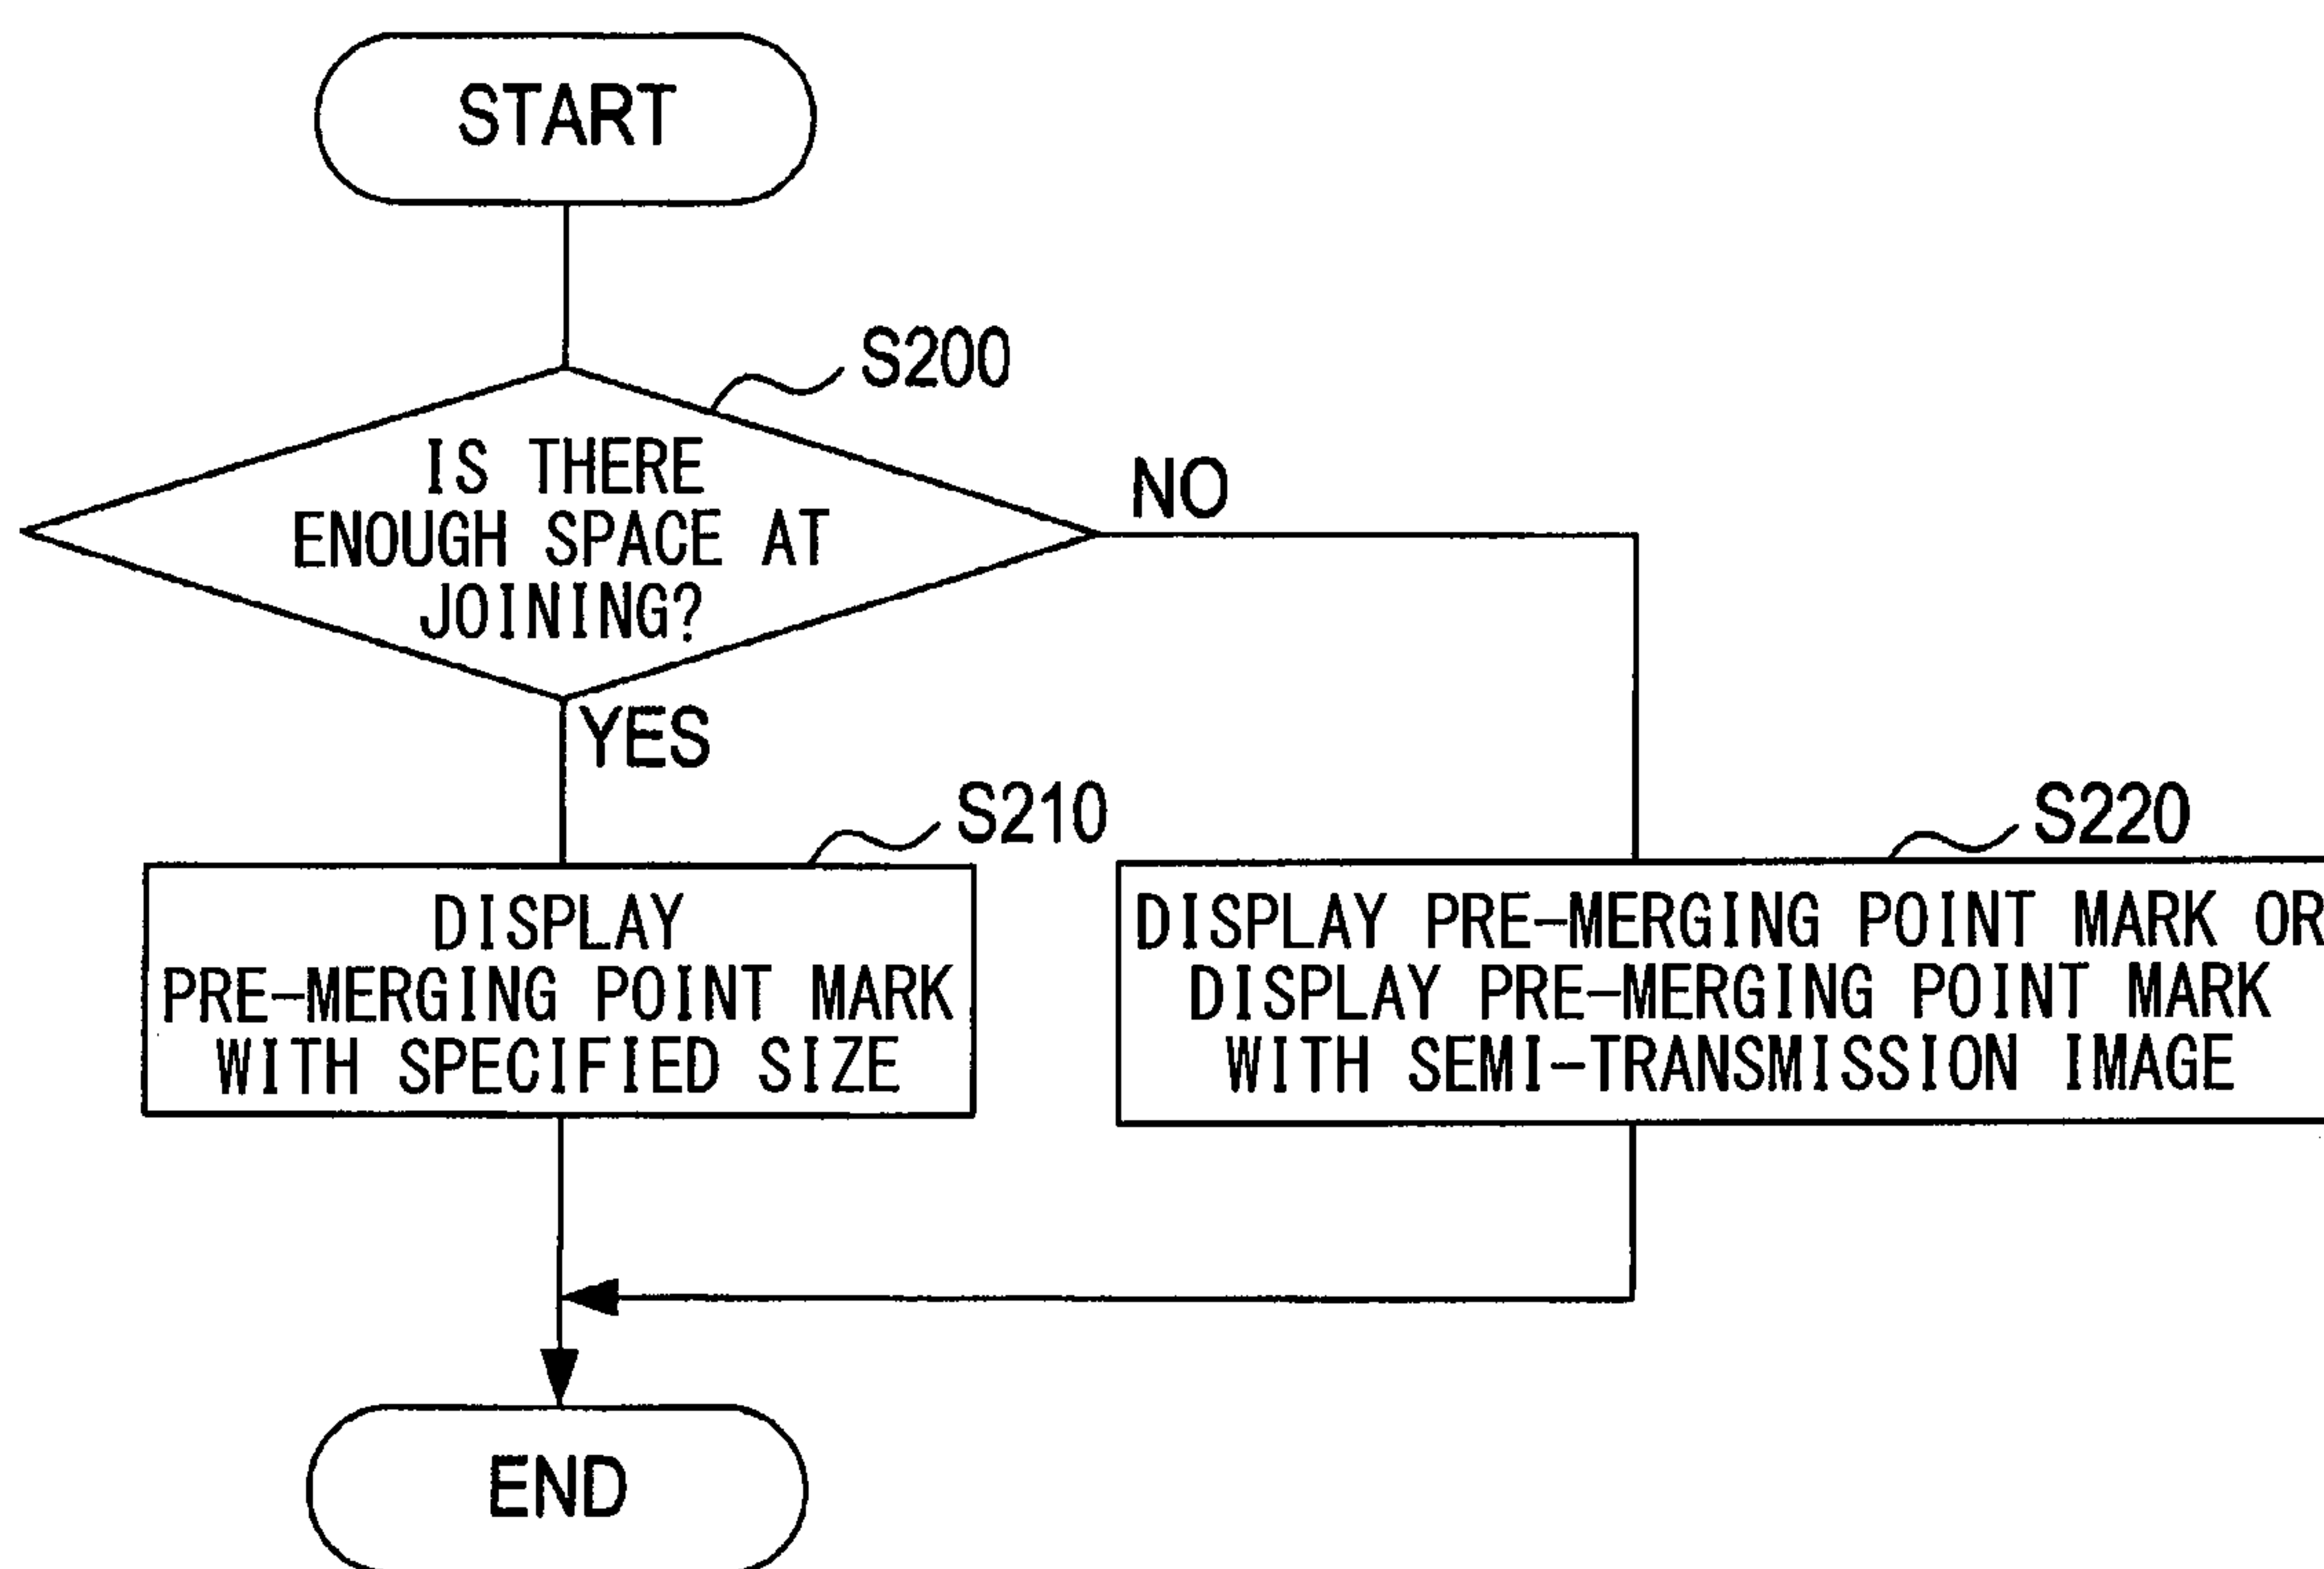 START
S200
IS THERE
ENOUGH SPACE AT
JOINING?
NO
YES
S210
DISPLAY
PRE-MERGING POINT MARK
WITH SPECIFIED SIZE
S220
DISPLAY PRE-MERGING POINT MARK OR
DISPLAY PRE-MERGING POINT MARK
WITH SEMI-TRANSMISSION IMAGE
END